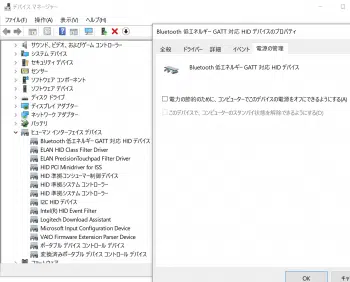 デバイス マネージャー
ファイル(F) 操作(A) 表示(V) ヘルプ(H)
サウンド、ビデオ、およびゲーム コントローラー
システム デバイス
セキュリティ デバイス
センサー
ソフトウェア コンポーネント
ソフトウェア デバイス
ディスク ドライブ
ディスプレイ アダプター
ネットワーク アダプター
バッテリ
ヒューマン インターフェイス デバイス
Bluetooth 低エネルギー GATT 対応 HID デバイス
ELAN HID Class Filter Driver
ELAN PrecisionTouchpad Filter Driver
HID PCI Minidriver for ISS
HID 準拠コンシューマー制御デバイス
HID 準拠システム コントローラー
HID 準拠システム コントローラー
I2C HID デバイス
Intel(R) HID Event Filter
Logitech Download Assistant
Microsoft Input Configuration Device
VAIO Firmware Extension Parser Device
ポータブル デバイス コントロール デバイス
変換済みポータブル デバイス コントロール デバイス
Bluetooth 低エネルギー GATT 対応 HID デバイスのプロパティ
全般 ドライバー 詳細 イベント 電源の管理
Bluetooth 低エネルギー GATT 対応 HID デバイス
電力の節約のために、コンピューターでこのデバイスの電源をオフにできるようにする(A)
このデバイスで、コンピューターのスタンバイ状態を解除できるようにする(O)
OK